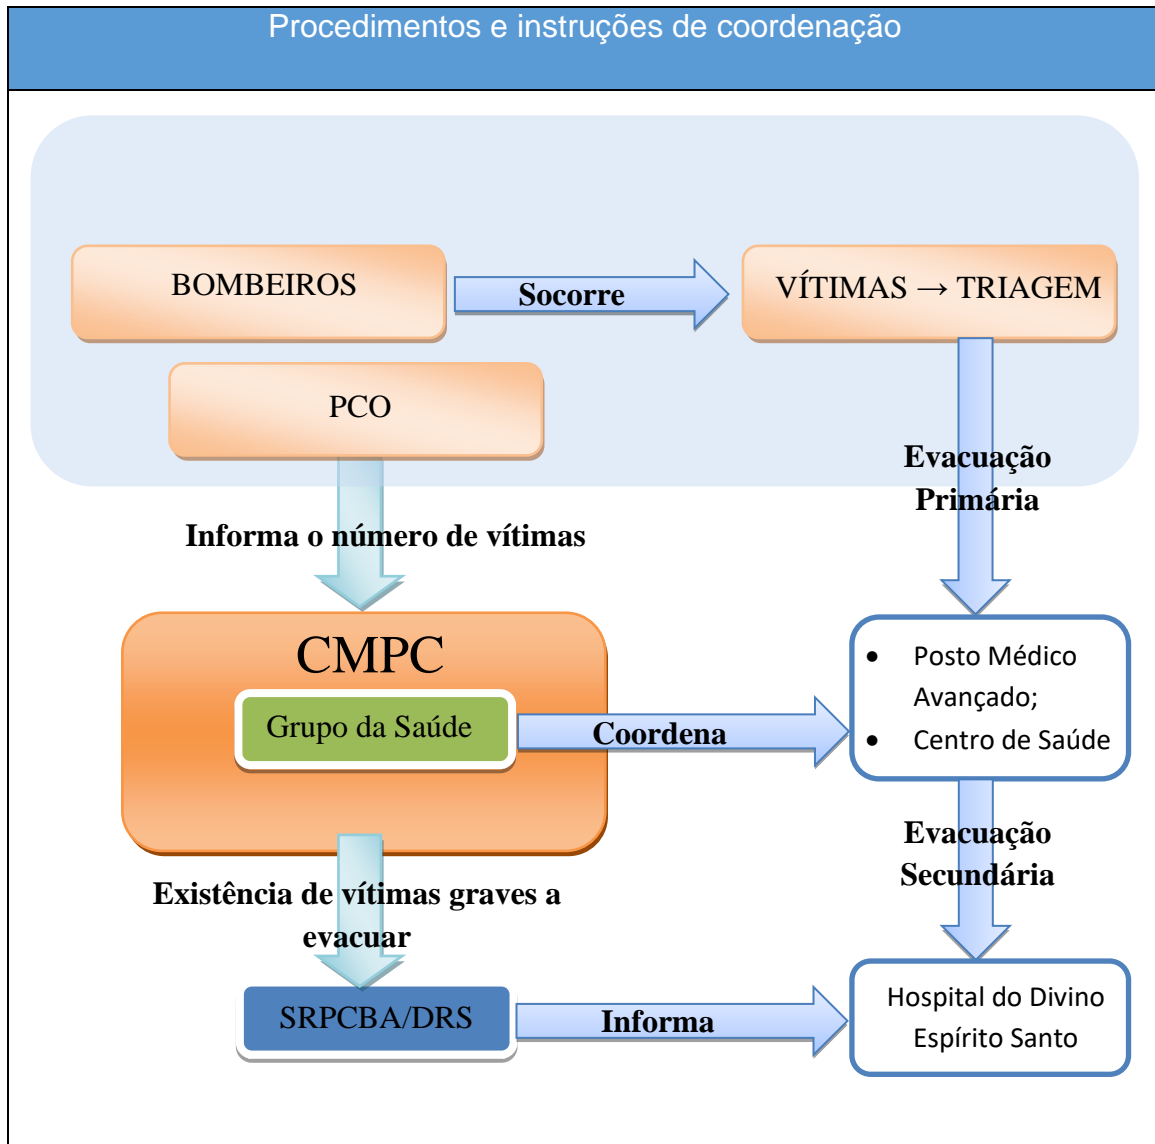 Procedimentos e instruções de coordenação
BOMBEIROS
Socorre
VÍTIMAS → TRIAGEM
PCO
Evacuação
Primária
Informa o número de vítimas
CMPC
Grupo da Saúde
Coordena
• Posto Médico
Avançado;
• Centro de Saúde
Evacuação
Secundária
Existência de vítimas graves a
evacuar
SRPCBA/DRS
Informa
Hospital do Divino
Espírito Santo